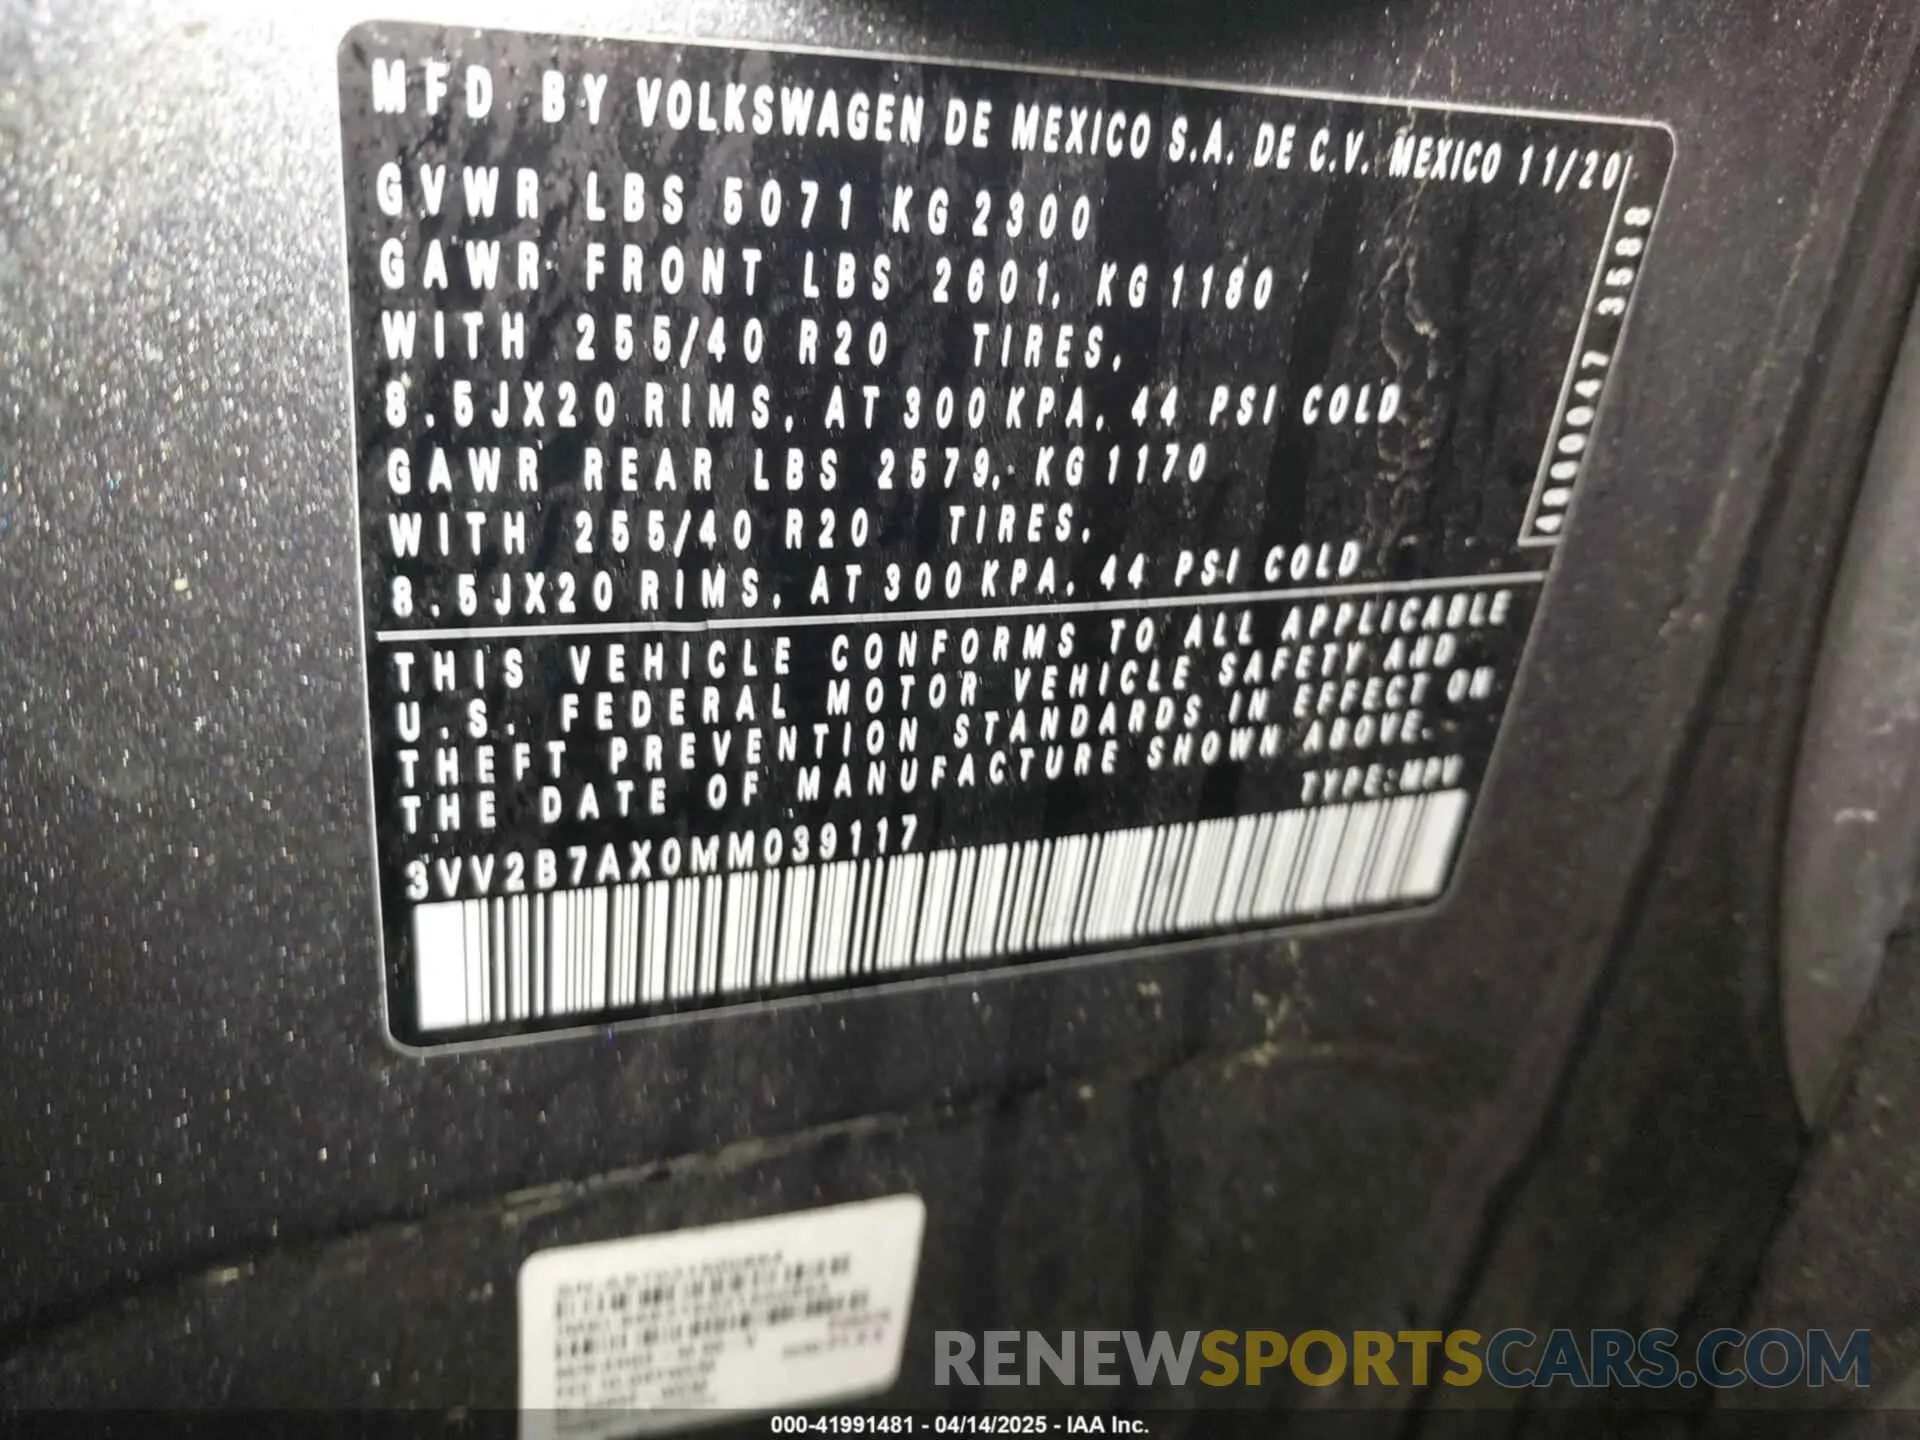 MFD BY VOLKSWAGEN DE MEXICO S.A. DE C.V. MEXICO 11/20
GVWR LBS 5071 KG 2300
GAWR FRONT LBS 2601, KG 1180
WITH 255/40 R20 TIRES,
8.5JX20 RIMS, AT 300 KPA, 44 PSI COLD
GAWR REAR LBS 2579, KG 1170
WITH 255/40 R20 TIRES,
8.5JX20 RIMS, AT 300 KPA, 44 PSI COLD
3588
THIS VEHICLE CONFORMS TO ALL APPLICABLE
U.S. FEDERAL MOTOR VEHICLE SAFETY AND
THEFT PREVENTION STANDARDS IN EFFECT ON
THE DATE OF MANUFACTURE SHOWN ABOVE.
TYPE:MPV
3VV2B7AX0MM039117
RENEWSPORTSCARS.COM
000-41991481 - 04/14/2025 - IAA Inc.